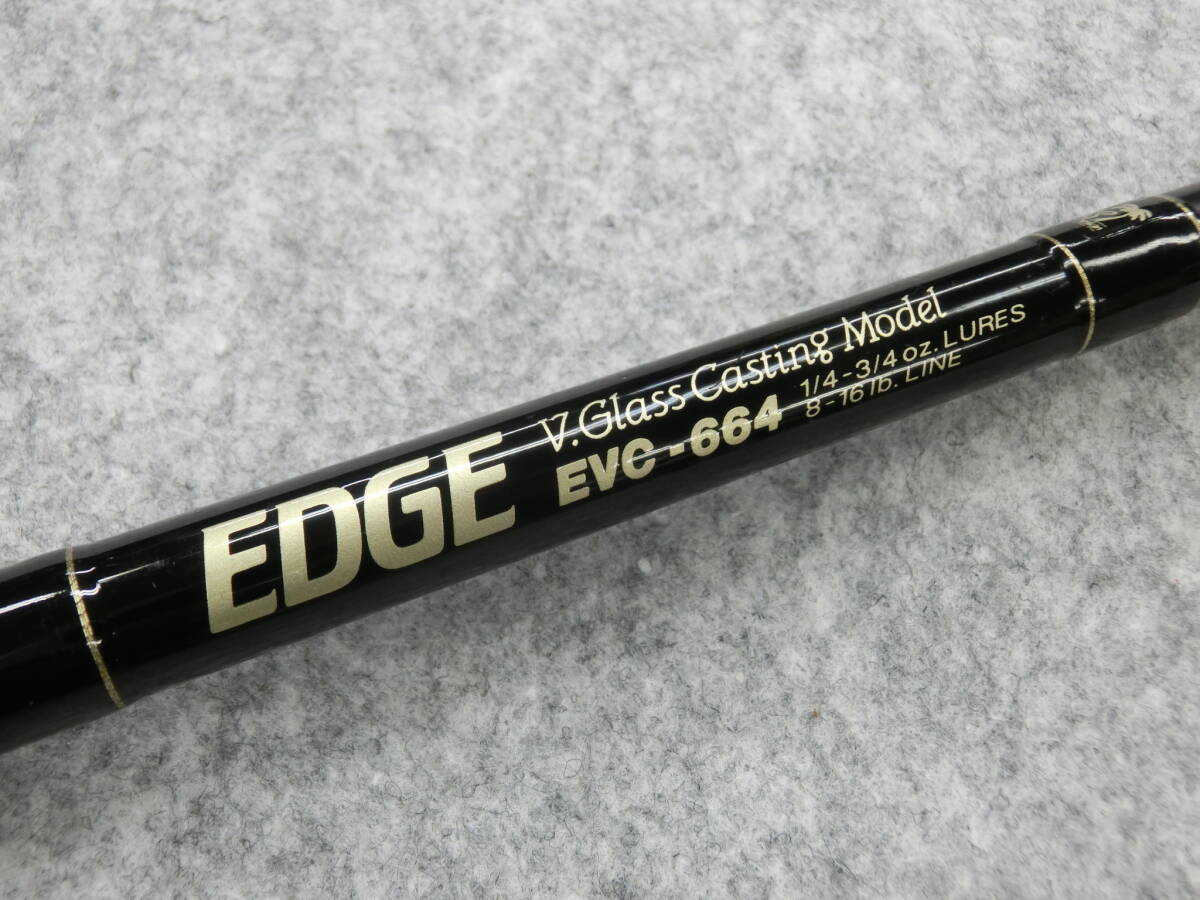 EDGE
V.Glass Casting Model
EVC-664
1/4-3/4 oz. LURES
8-16 lb. LINE